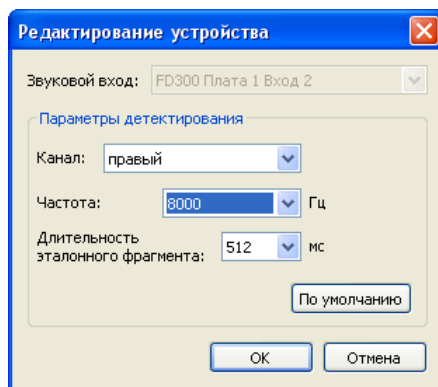 Редактирование устройства
Звуковой вход: FD300 Плата 1 Вход 2
Параметры детектирования
Канал: правый
Частота: 8000 Гц
Длительность
эталонного фрагмента: 512 мс
По умолчанию
OK Отмена